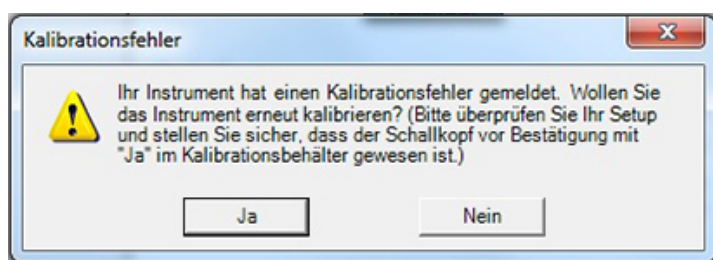 Kalibrationsfehler
Ihr Instrument hat einen Kalibrationsfehler gemeldet. Wollen Sie
das Instrument erneut kalibrieren? (Bitte überprüfen Sie Ihr Setup
und stellen Sie sicher, dass der Schallkopf vor Bestätigung mit
"Ja" im Kalibrationsbehälter gewesen ist.)
Ja
Nein